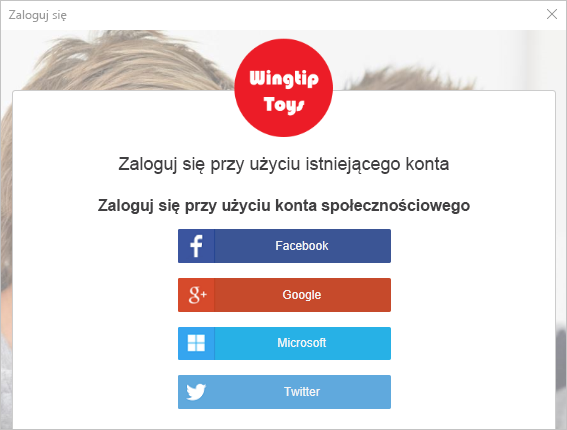 Zaloguj się
Wingtip
Toys
Zaloguj się przy użyciu istniejącego konta
Zaloguj się przy użyciu konta społecznościowego
Facebook
Google
Microsoft
Twitter